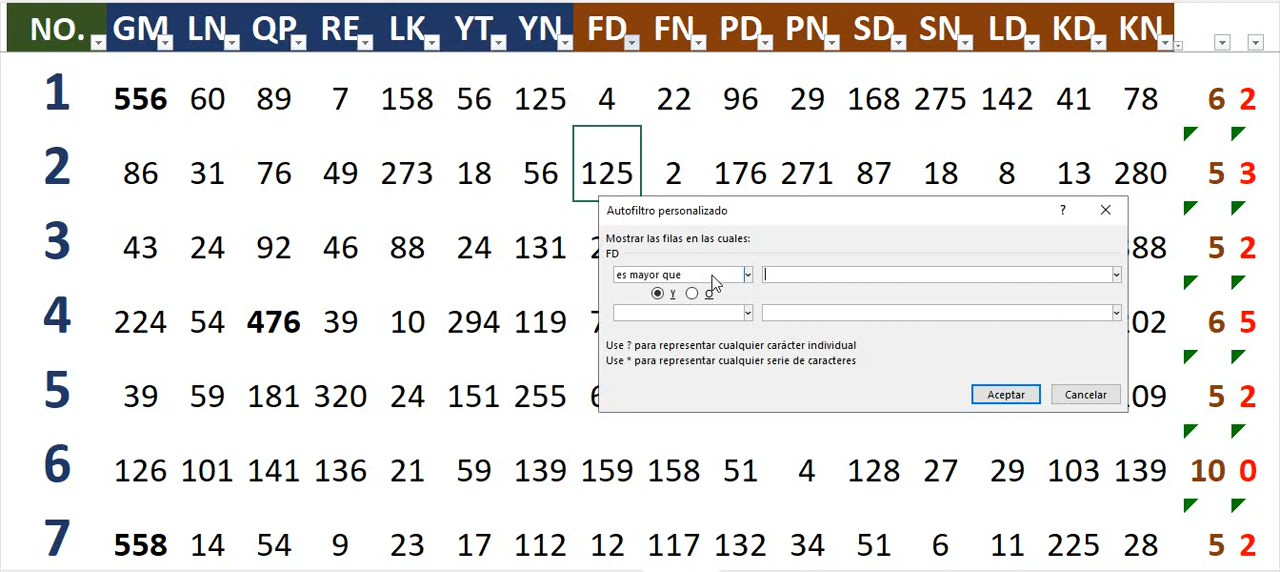 NO. GM LN QP RE LK YT YN FD FN PD PN SD SN LD KD KN
1 556 60 89 7 158 56 125 4 22 96 29 168 275 142 41 78 6 2
2 86 31 76 49 273 18 56 125 2 176 271 87 18 8 13 280 5 3
Autofiltro personalizado ?
Mostrar las filas en las cuales:
3 43 24 92 46 88 24 131 5 2
FD
es mayor que
Y O
4 224 54 476 39 10 294 119 6 5
Use ? para representar cualquier carácter individual
Use * para representar cualquier serie de caracteres
5 39 59 181 320 24 151 255 5 2
Aceptar Cancelar
6 126 101 141 136 21 59 139 159 158 51 4 128 27 29 103 139 10 0
7 558 14 54 9 23 17 112 12 117 132 34 51 6 11 225 28 5 2